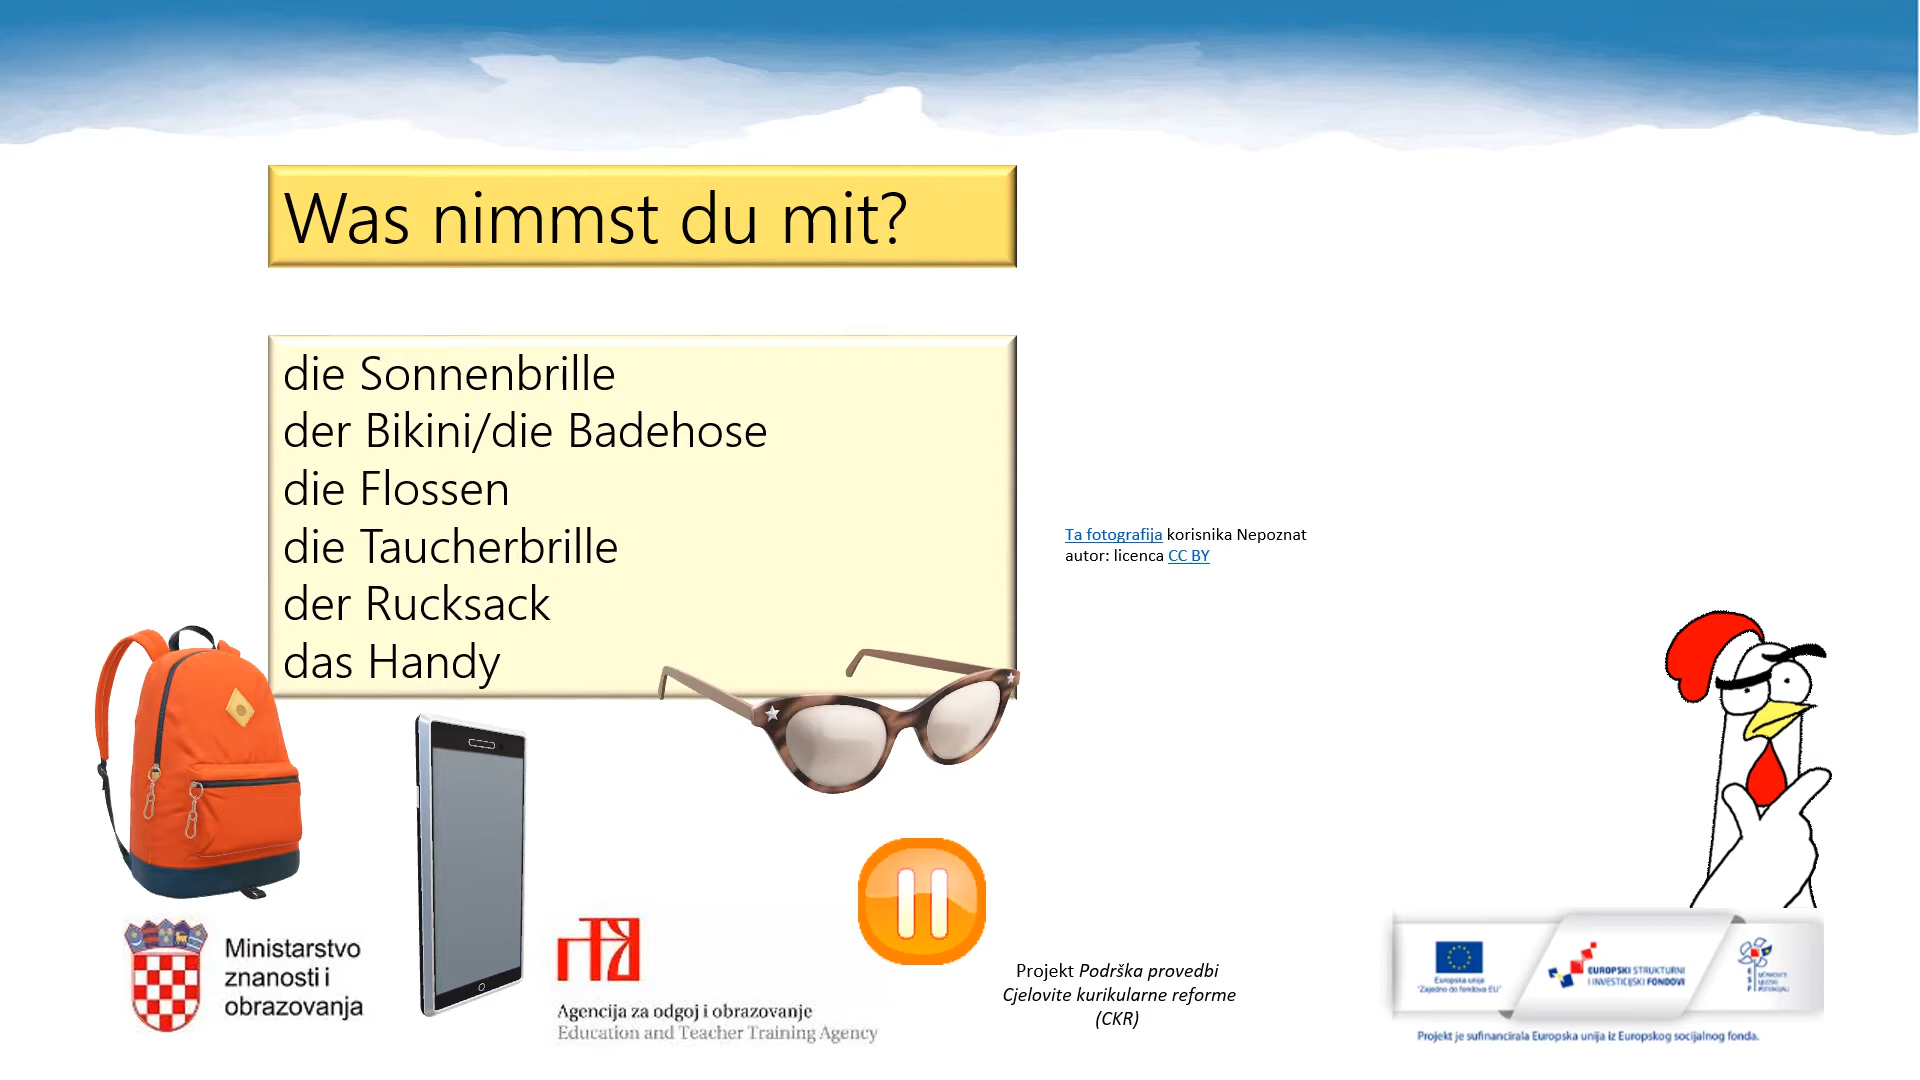 Was nimmst du mit?
die Sonnenbrille
der Bikini/die Badehose
die Flossen
die Taucherbrille
der Rucksack
das Handy
Ta fotografija korisnika Nepoznat
autor: licenca CC BY
Ministarstvo
znanosti i
obrazovanja
Agencija za odgoj i obrazovanje
Education and Teacher Training Agency
Projekt Podrška provedbi
Cjelovite kurikularne reforme
(CKR)
Europska unija
"Zajedno do fondova EU"
EUROPSKI STRUKTURNI
I INVESTICIJSKI FONDOVI
Projekt je sufinancirala Europska unija iz Europskog socijalnog fonda.